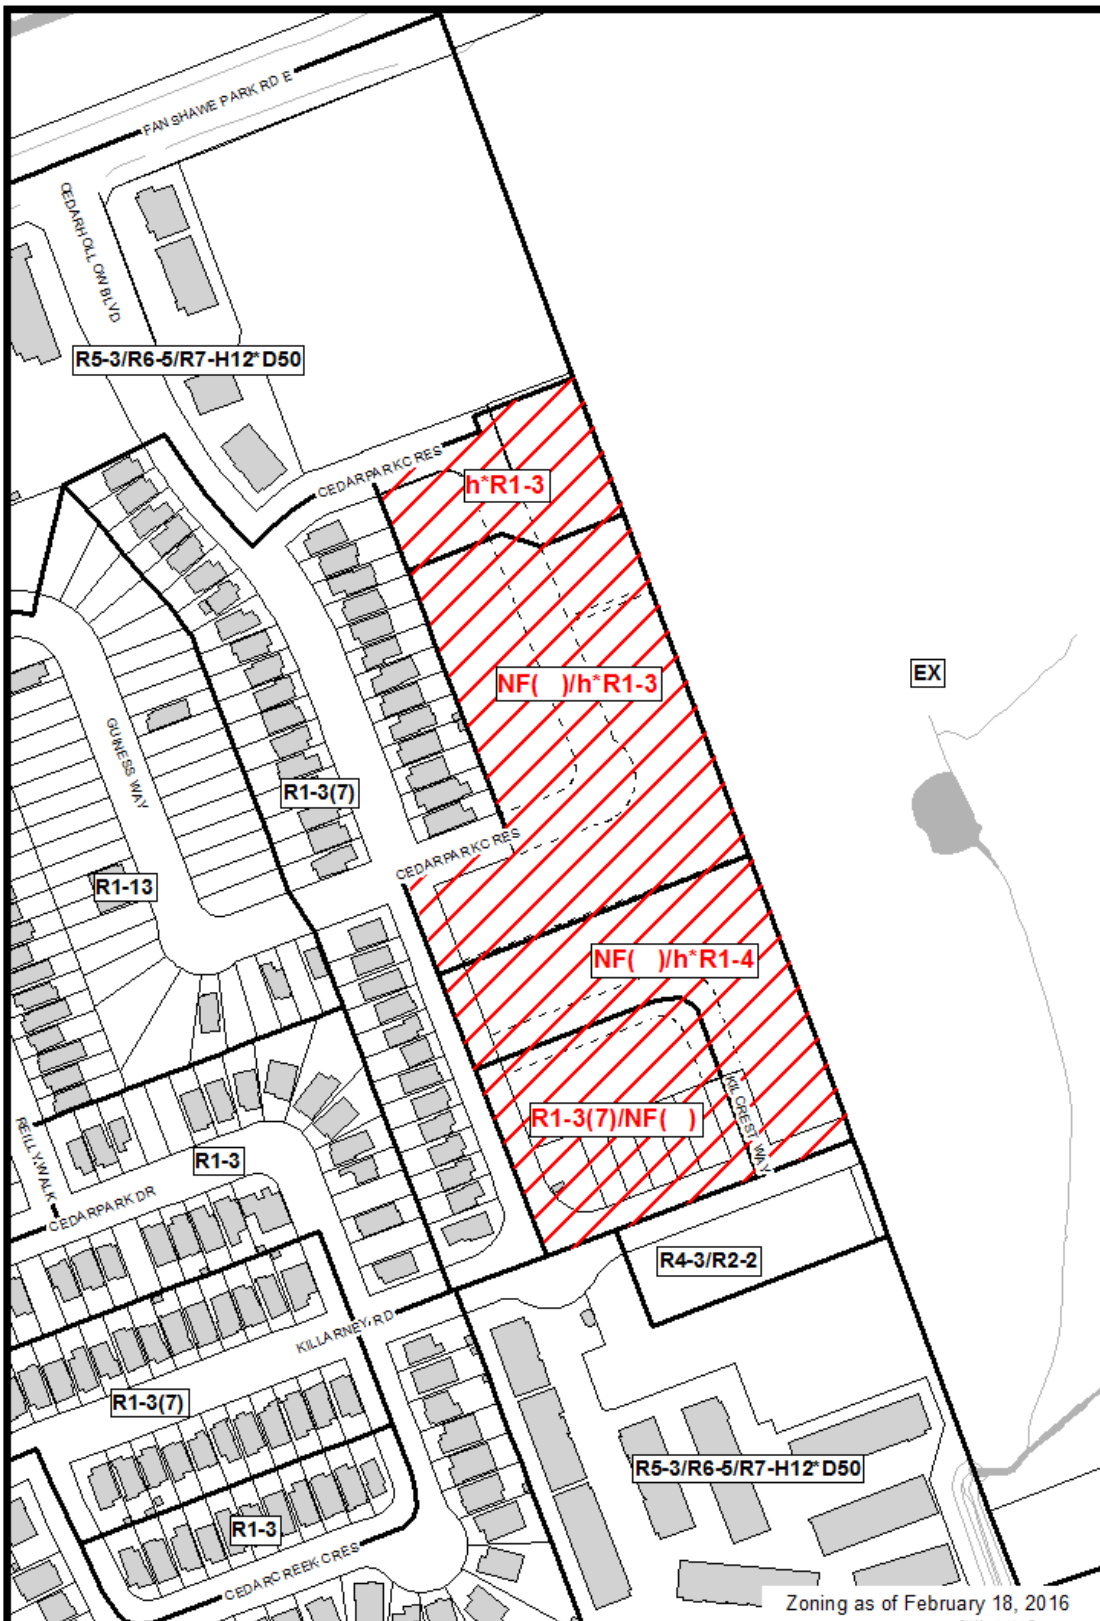 FANSHAWE PARK RD E
CEDARHOLLOW BLVD
R5-3/R6-5/R7-H12*D50
CEDARPARK CRES
h*R1-3
NF( )/h*R1-3
EX
GUINESS WAY
R1-3(7)
CEDARPARK CRES
R1-13
NF( )/h*R1-4
R1-3(7)/NF( )
KILCREST WAY
REILLY WALK
R1-3
CEDARPARK DR
R4-3/R2-2
KILLARNEY RD
R1-3(7)
R5-3/R6-5/R7-H12*D50
R1-3
CEDARCREEK CRES
Zoning as of February 18, 2016